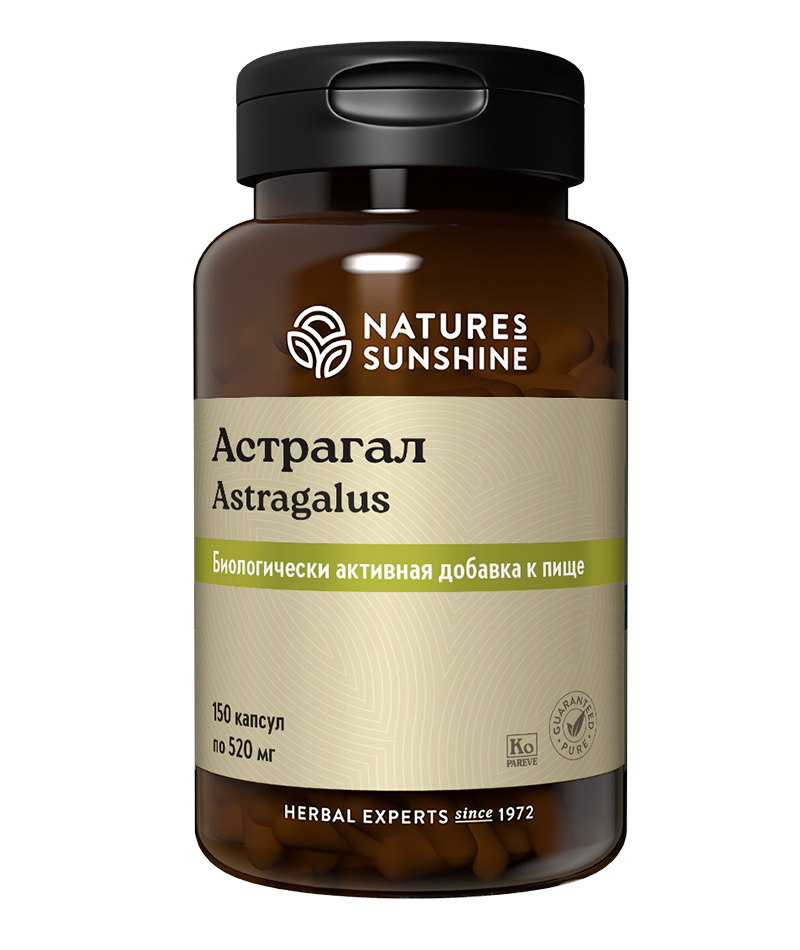 NATURES
SUNSHINE
Астрагал
Astragalus
Биологически активная добавка к пище
150 капсул
по 520 мг
GUARANTEED
PURE
Ko
PAREVE
HERBAL EXPERTS since 1972